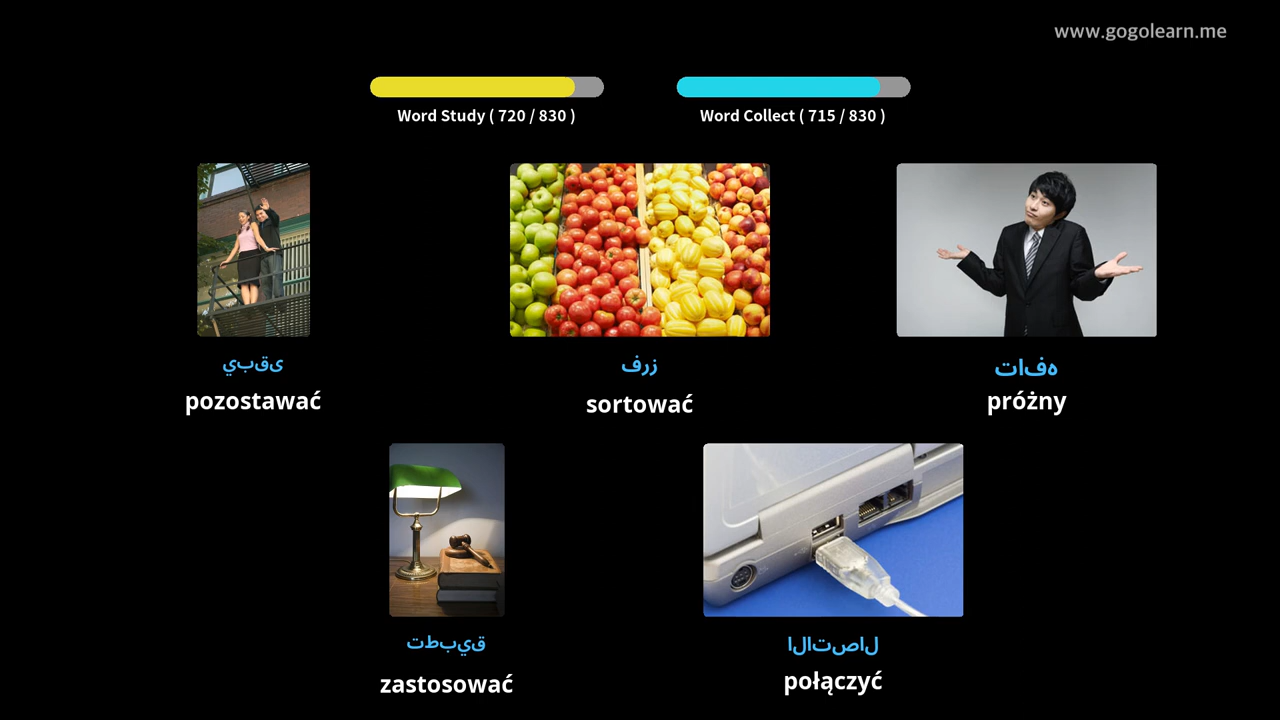 www.gogolearn.me
Word Study ( 720 / 830 )
Word Collect ( 715 / 830 )
يبقى
pozostawać
فرز
sortować
تافه
próżny
تطبيق
zastosować
الاتصال
połączyć